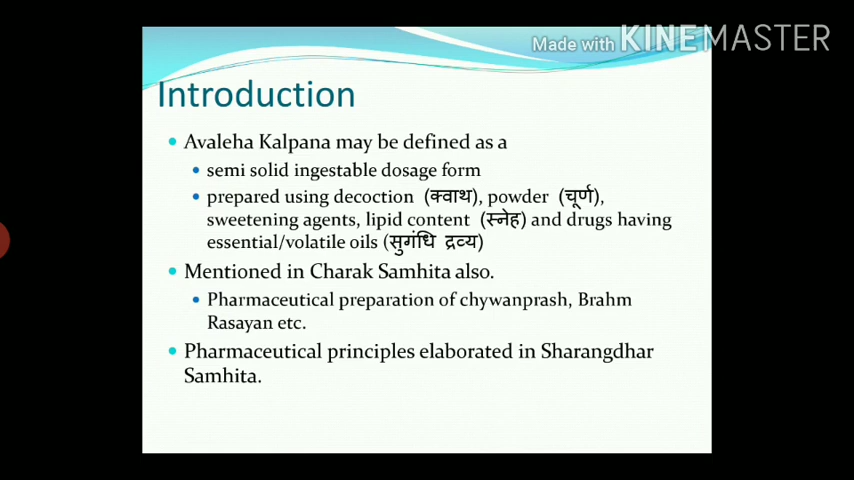 Made with KINEMASTER
Introduction
Avaleha Kalpana may be defined as a
semi solid ingestable dosage form
prepared using decoction (क्वाथ), powder (चूर्ण),
sweetening agents, lipid content (स्नेह) and drugs having
essential/volatile oils (सुगंधि द्रव्य)
Mentioned in Charak Samhita also.
Pharmaceutical preparation of chywanprash, Brahm
Rasayan etc.
Pharmaceutical principles elaborated in Sharangdhar
Samhita.